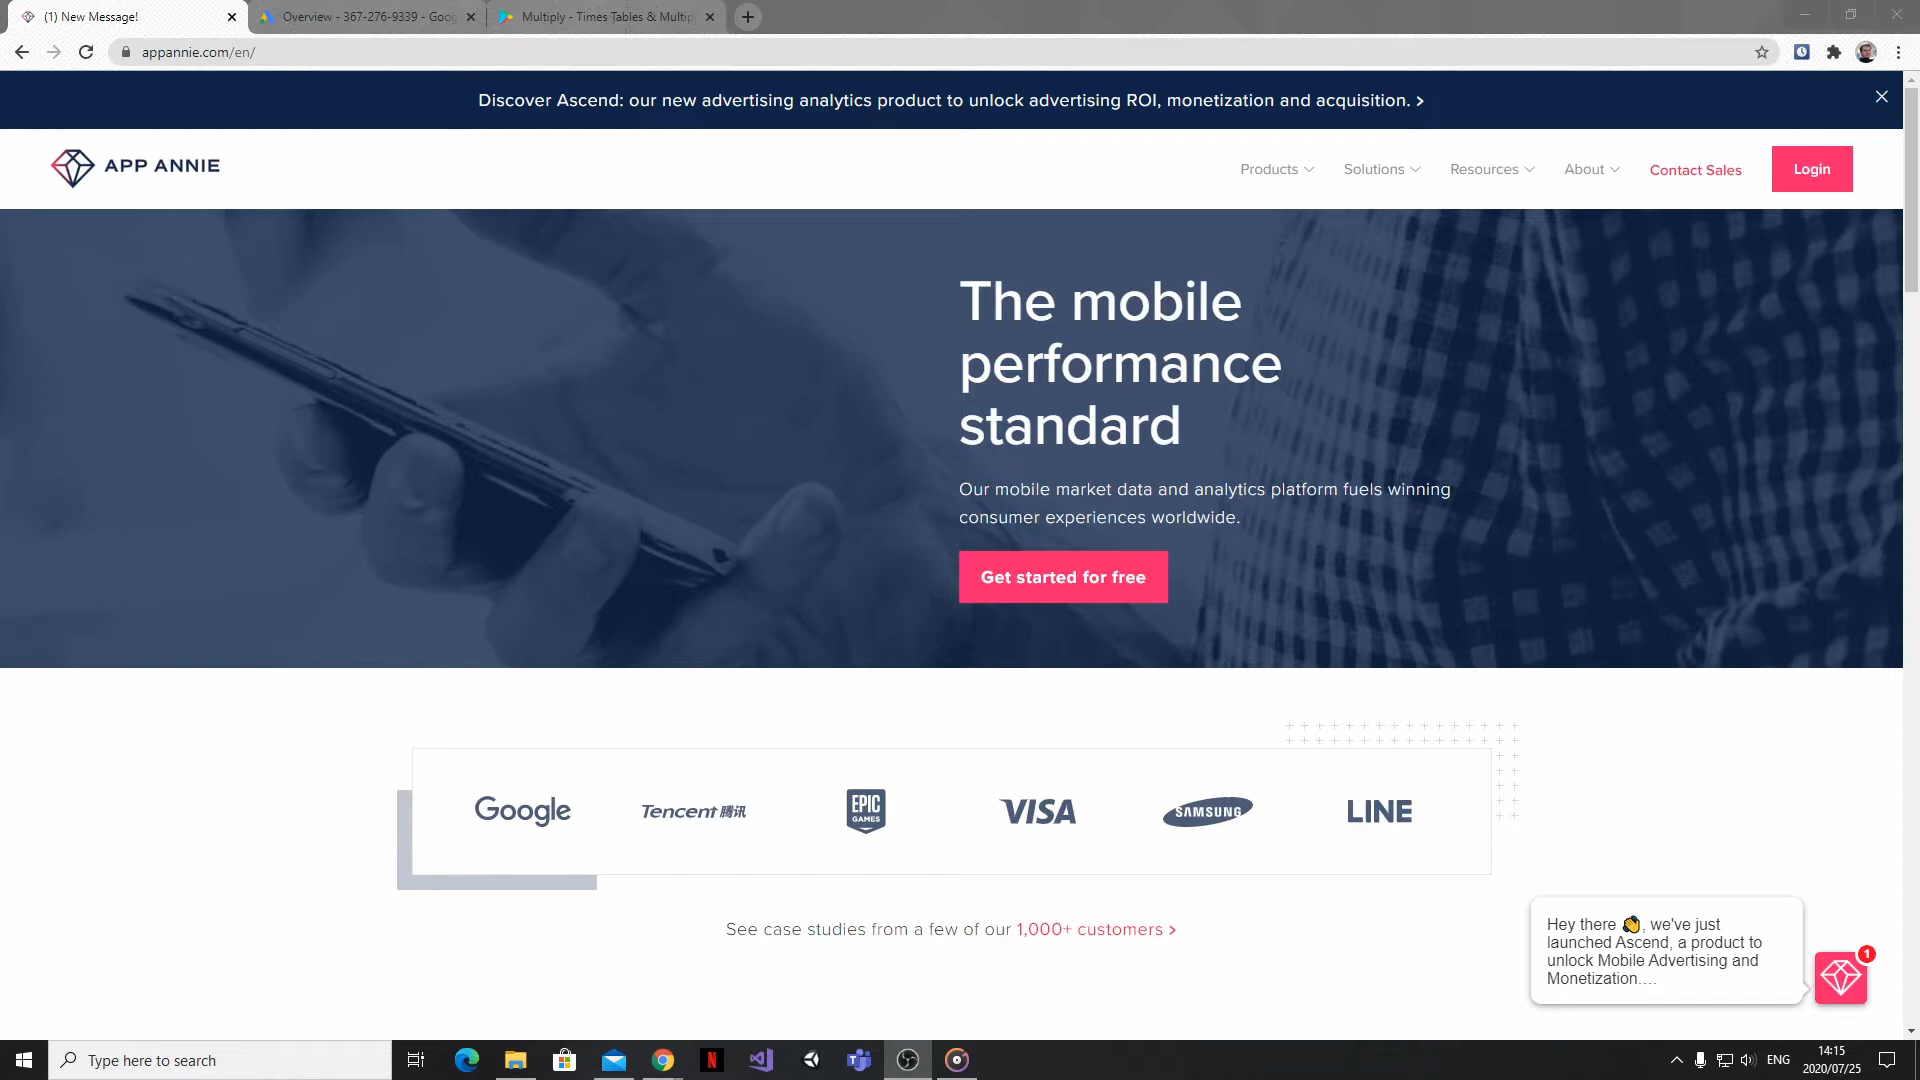 (1) New Message!
Overview - 367-276-9339 - Goog
Multiply - Times Tables & Multip
appannie.com/en/
Discover Ascend: our new advertising analytics product to unlock advertising ROI, monetization and acquisition. >
APP ANNIE
Products
Solutions
Resources
About
Contact Sales
Login
The mobile
performance
standard
Our mobile market data and analytics platform fuels winning
consumer experiences worldwide.
Get started for free
Google
Tencent 腾讯
EPIC
GAMES
VISA
SAMSUNG
LINE
See case studies from a few of our 1,000+ customers >
Hey there 👋, we've just
launched Ascend, a product to
unlock Mobile Advertising and
Monetization....
1
Type here to search
N
ENG
14:15
2020/07/25